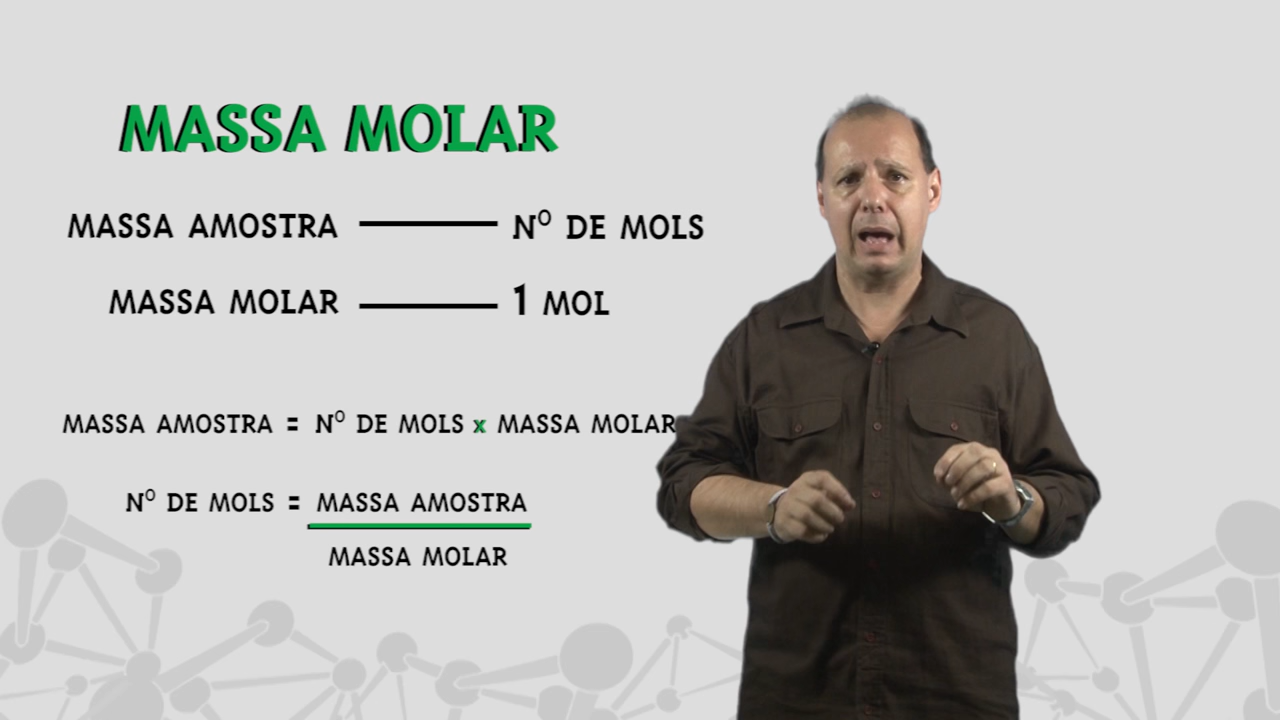 MASSA MOLAR
MASSA AMOSTRA —— Nº DE MOLS
MASSA MOLAR —— 1 MOL
MASSA AMOSTRA = Nº DE MOLS x MASSA MOLAR
Nº DE MOLS = MASSA AMOSTRA
MASSA MOLAR